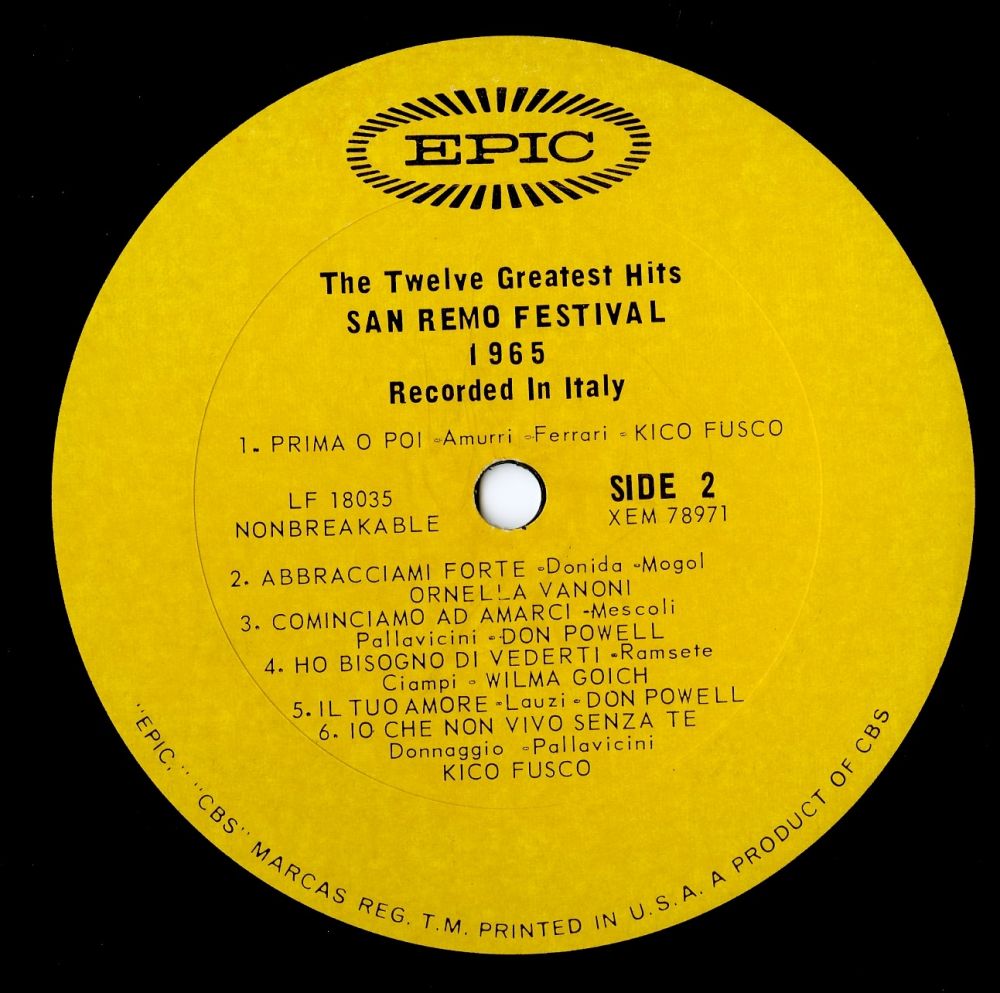 EPIC
The Twelve Greatest Hits
SAN REMO FESTIVAL
1965
Recorded In Italy
1. PRIMA O POI -Amurri -Ferrari - KICO FUSCO
LF 18035
NONBREAKABLE
SIDE 2
XEM 78971
2. ABBRACCIAMI FORTE -Donida -Mogol
ORNELLA VANONI
3. COMINCIAMO AD AMARCI -Mescoli
Pallavicini - DON POWELL
4. HO BISOGNO DI VEDERTI -Ramsete
Ciampi - WILMA GOICH
5. IL TUO AMORE -Lauzi - DON POWELL
6. IO CHE NON VIVO SENZA TE
Donnaggio -Pallavicini
KICO FUSCO
"EPIC," "CBS" MARCAS REG. T.M. PRINTED IN U.S.A. A PRODUCT OF CBS